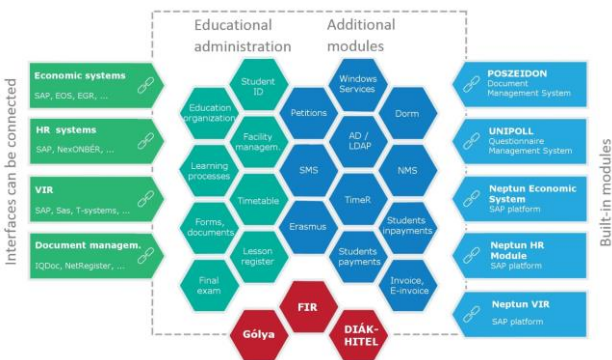 Educational
administration
Additional
modules
Interfaces can be connected
Economic systems
SAP, EOS, EGR, ...
HR systems
SAP, NexONBÉR, ...
VIR
SAP, Sas, T-systems, ...
Document managem.
IQDoc, NetRegister, ...
Student
ID
Education
organization
Facility
managem.
Learning
processes
Timetable
Forms,
documents
Lesson
register
Final
exam
Windows
Services
Petitions
Dorm
AD /
LDAP
SMS
NMS
TimeR
Erasmus
Students
inpayments
Students
payments
Invoice,
E-invoice
FIR
Gólya
DIÁK-
HITEL
POSZEIDON
Document
Management System
UNIPOLL
Questionnaire
Management System
Neptun Economic
System
SAP platform
Neptun HR
Module
SAP platform
Neptun VIR
SAP platform
Built-in modules